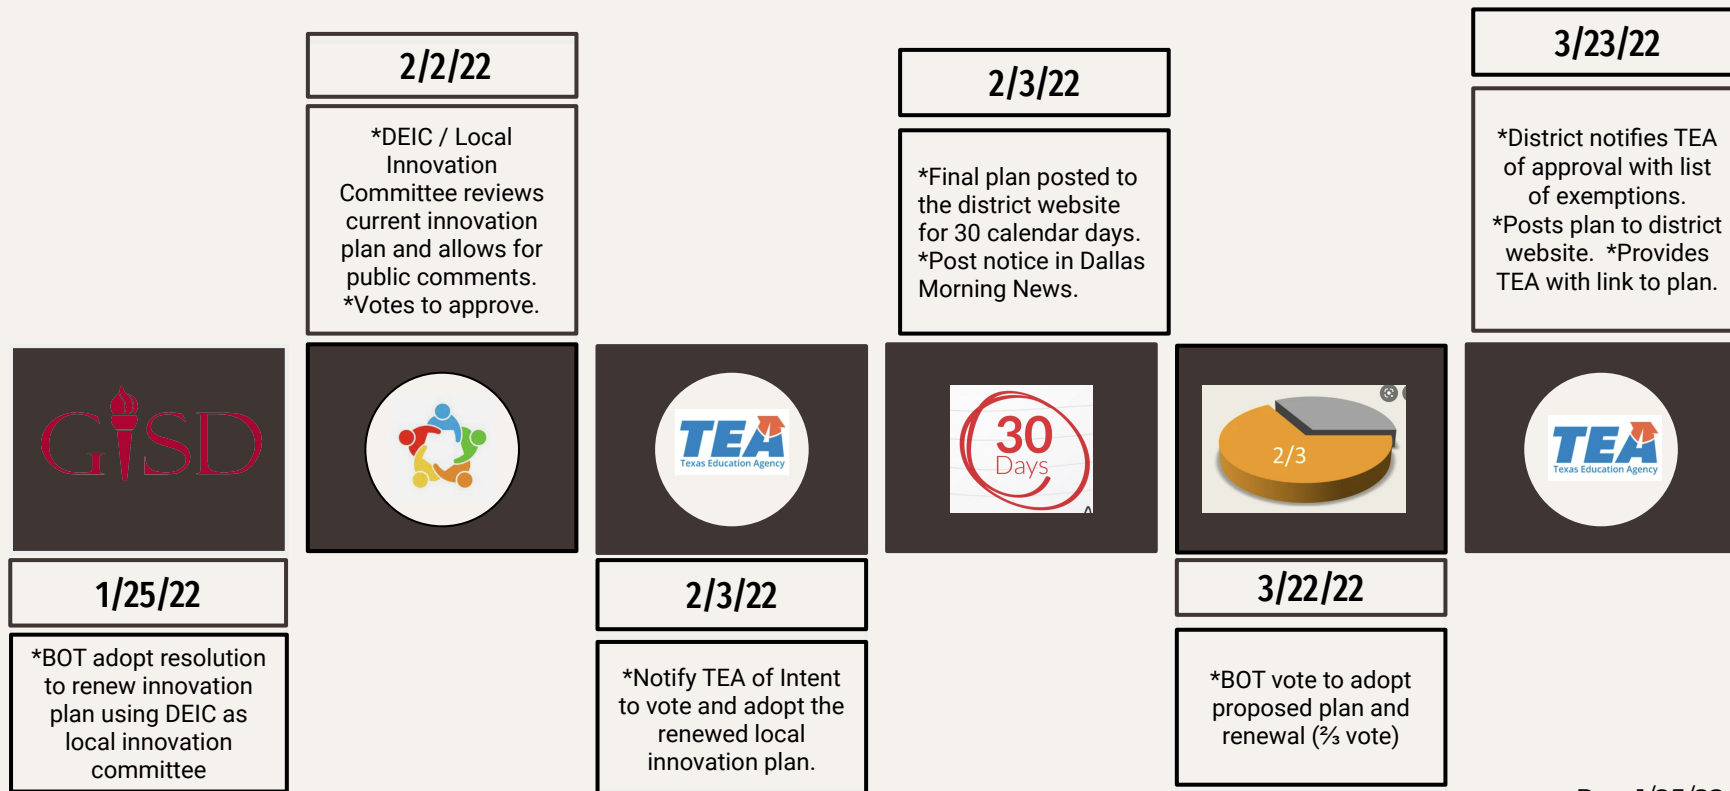 2/2/22
*DEIC / Local
Innovation
Committee reviews
current innovation
plan and allows for
public comments.
*Votes to approve.
2/3/22
*Final plan posted to
the district website
for 30 calendar days.
*Post notice in Dallas
Morning News.
3/23/22
*District notifies TEA
of approval with list
of exemptions.
*Posts plan to district
website. *Provides
TEA with link to plan.
GISD
TEA
Texas Education Agency
30
Days
2/3
TEA
Texas Education Agency
1/25/22
*BOT adopt resolution
to renew innovation
plan using DEIC as
local innovation
committee
2/3/22
*Notify TEA of Intent
to vote and adopt the
renewed local
innovation plan.
3/22/22
*BOT vote to adopt
proposed plan and
renewal (⅔ vote)